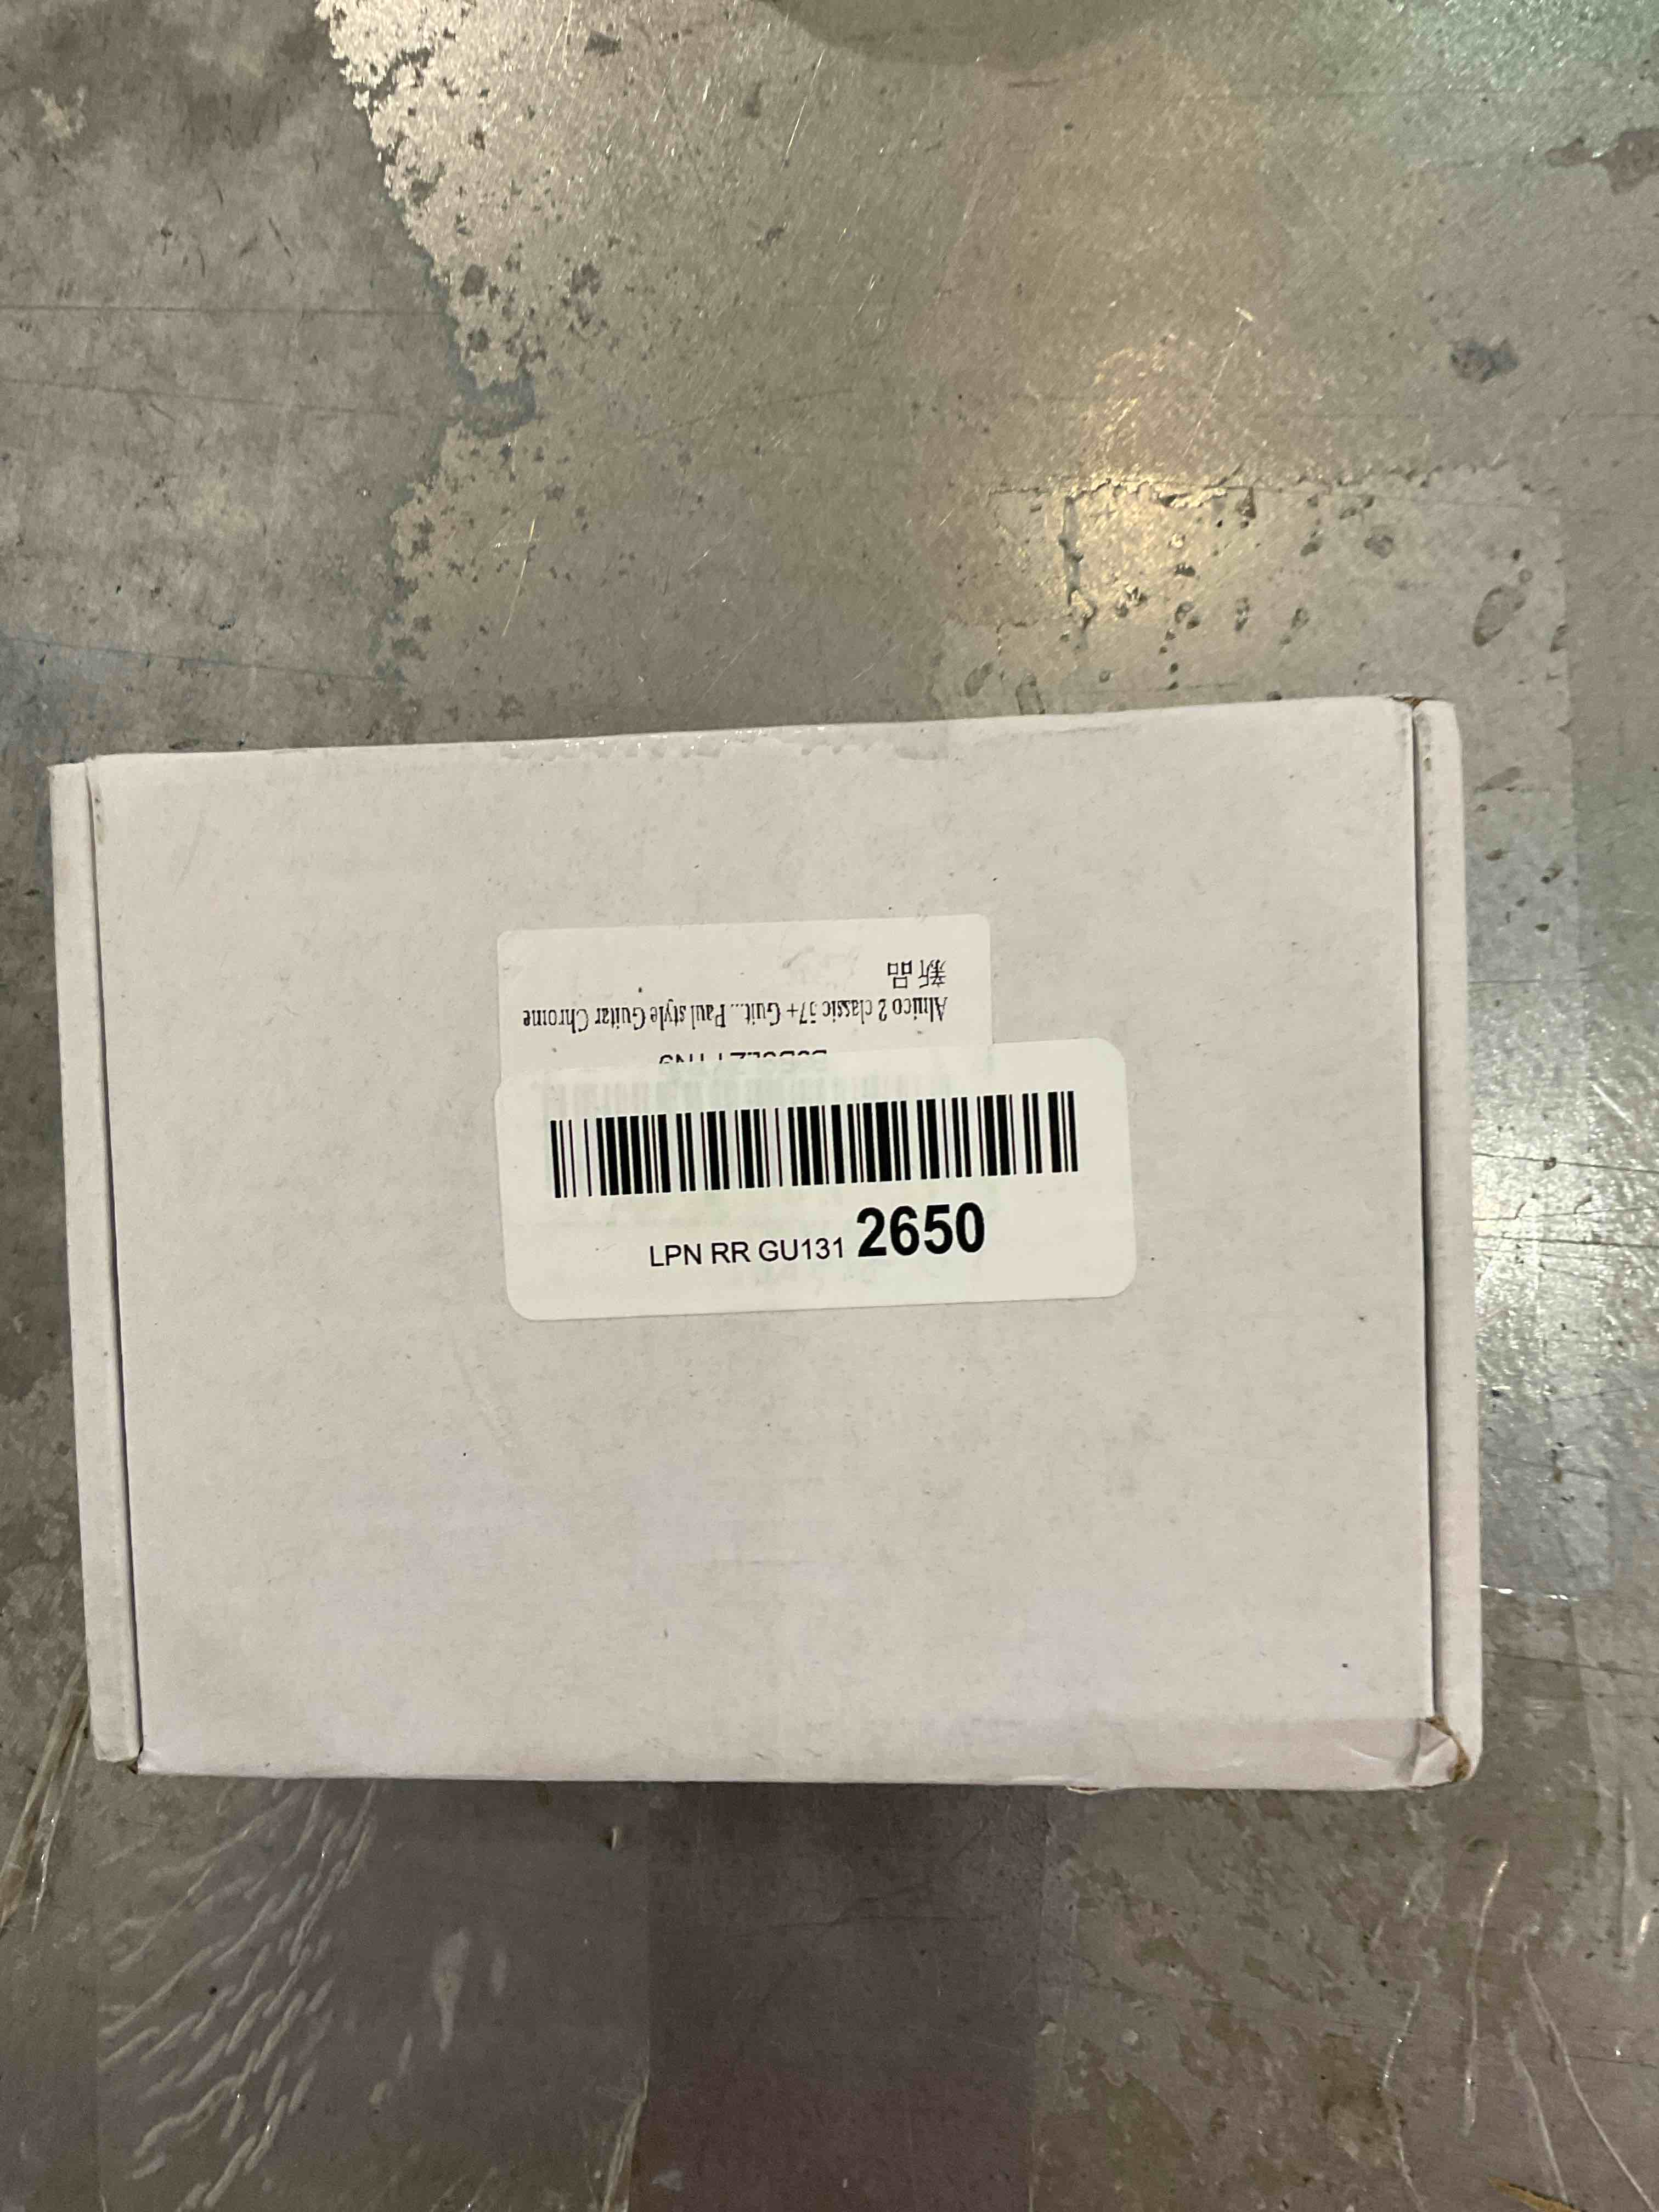 Alnico 2 classic 57+ Guit... Paul style Guitar Chrome
新品
LPN RR GU131 2650